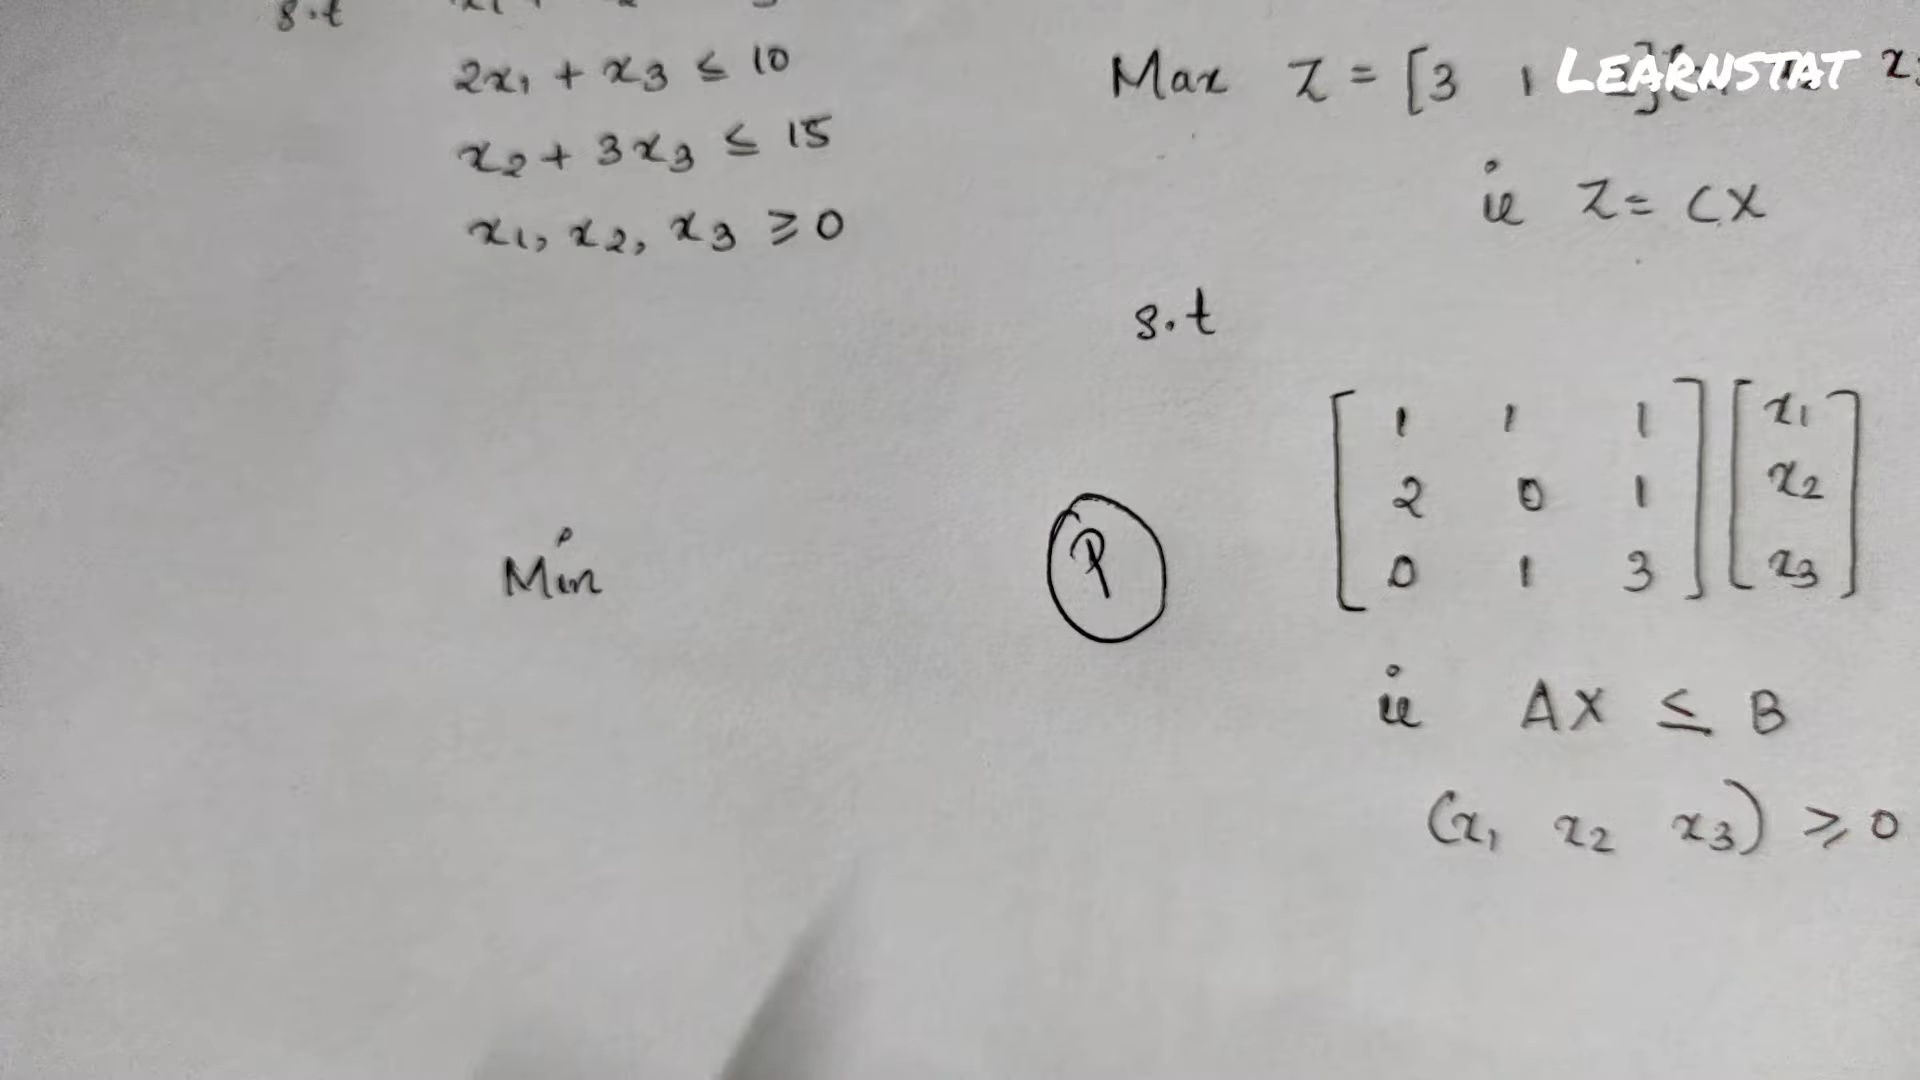 s.t
2x₁ + x₃ ≤ 10
x₂ + 3x₃ ≤ 15
x₁, x₂, x₃ ≥ 0
Min
LEARNSTAT
Max Z = [3 1
ie Z = CX
s.t
P
[1 1 1] [x₁]
[2 0 1] [x₂]
[0 1 3] [x₃]
ie AX ≤ B
(x₁ x₂ x₃) ≥ 0